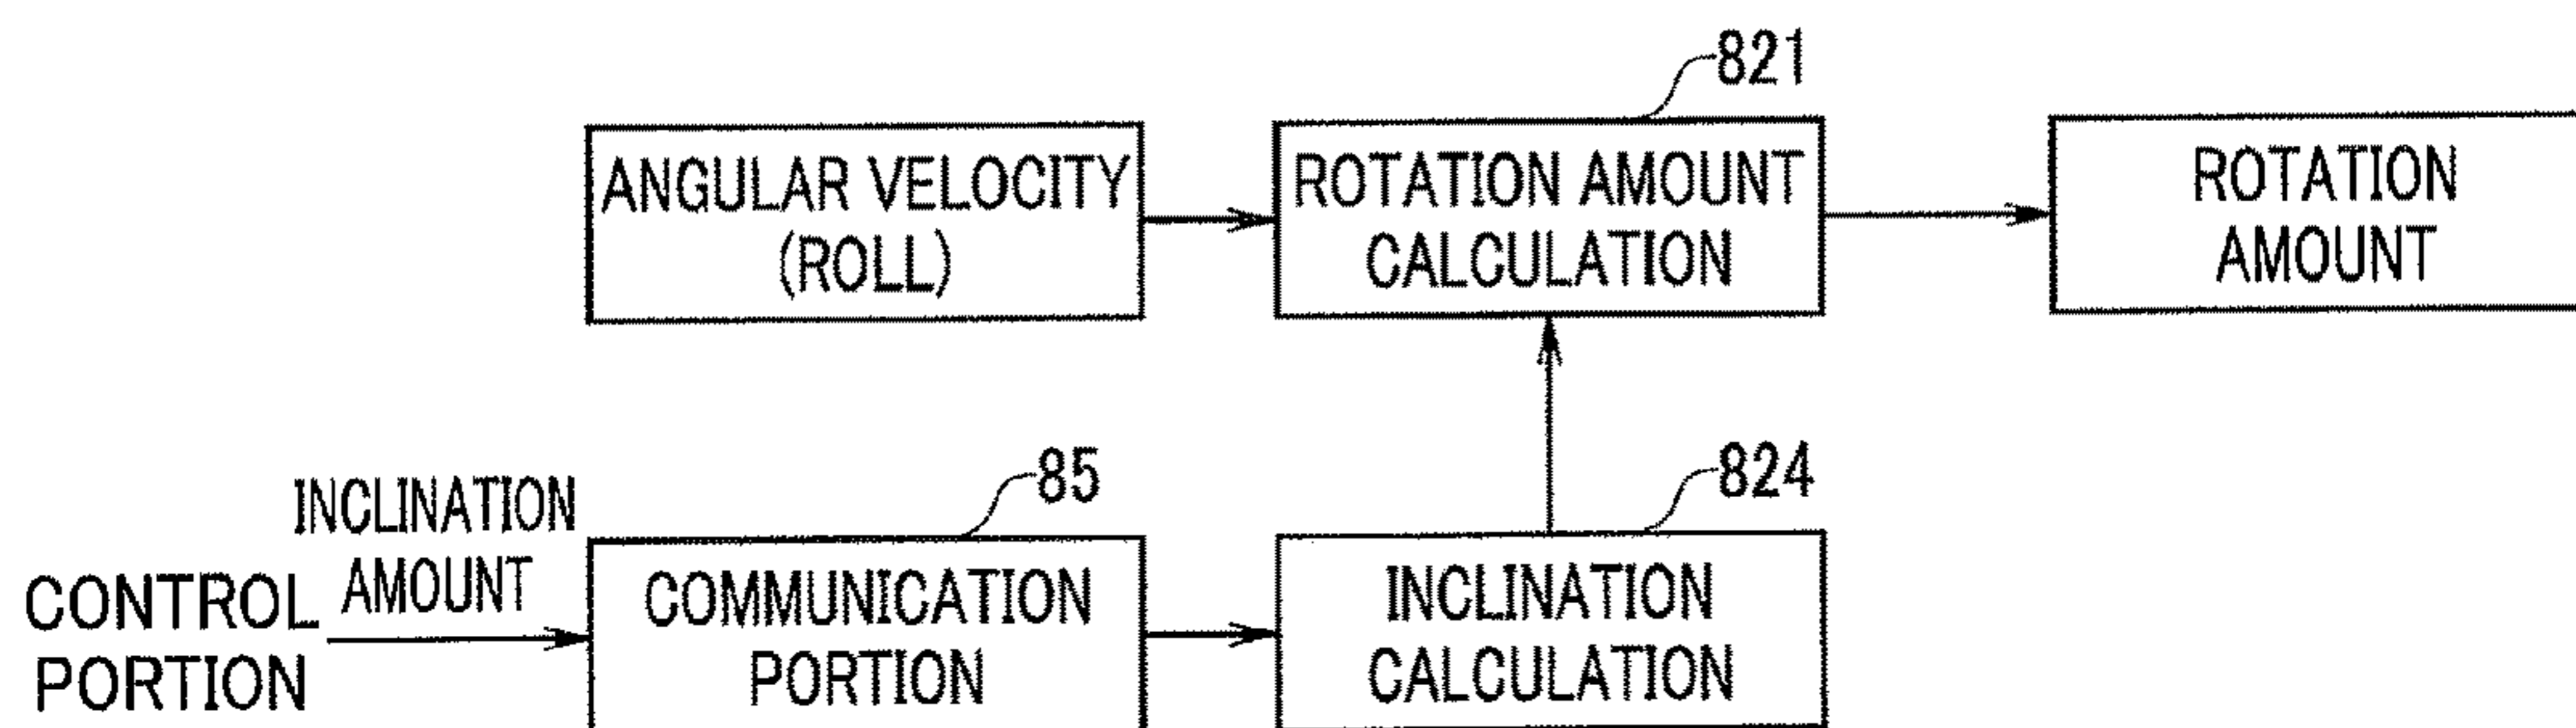 821
ANGULAR VELOCITY
(ROLL)
ROTATION AMOUNT
CALCULATION
ROTATION
AMOUNT
INCLINATION
AMOUNT
CONTROL
PORTION
85
COMMUNICATION
PORTION
824
INCLINATION
CALCULATION